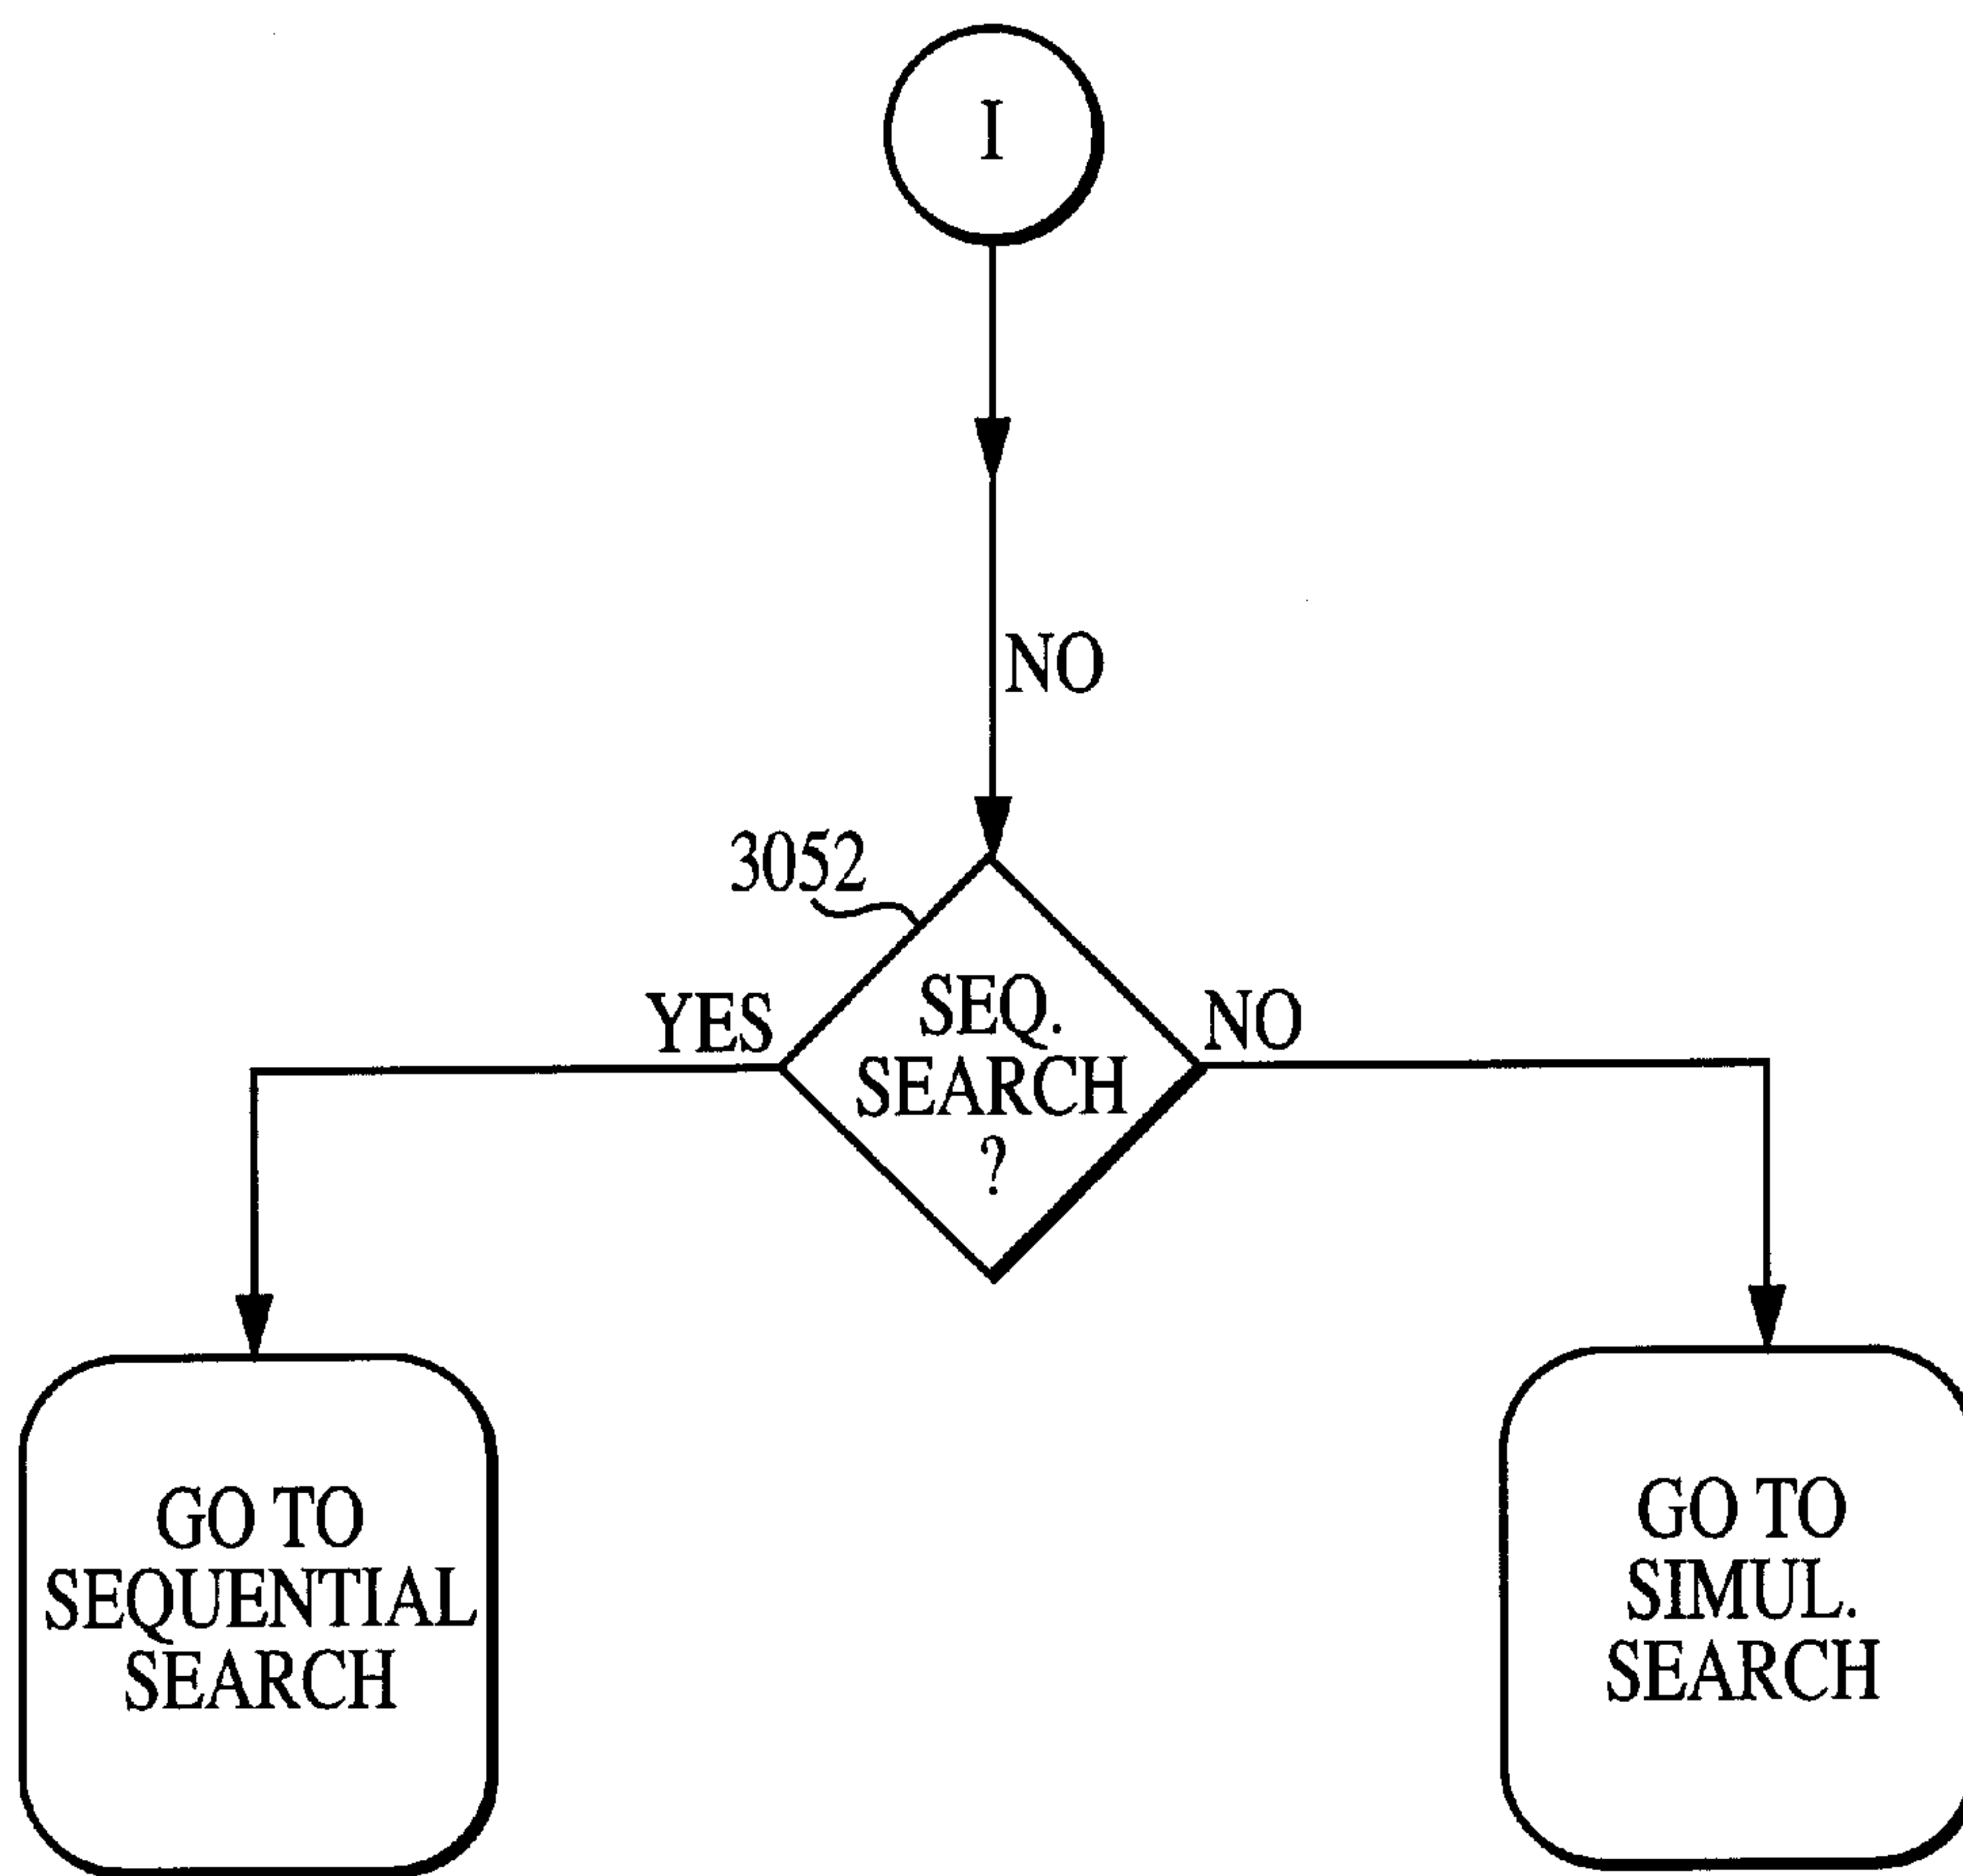 I
NO
3052
YES
SEQ.
SEARCH
?
NO
GO TO
SEQUENTIAL
SEARCH
GO TO
SIMUL.
SEARCH